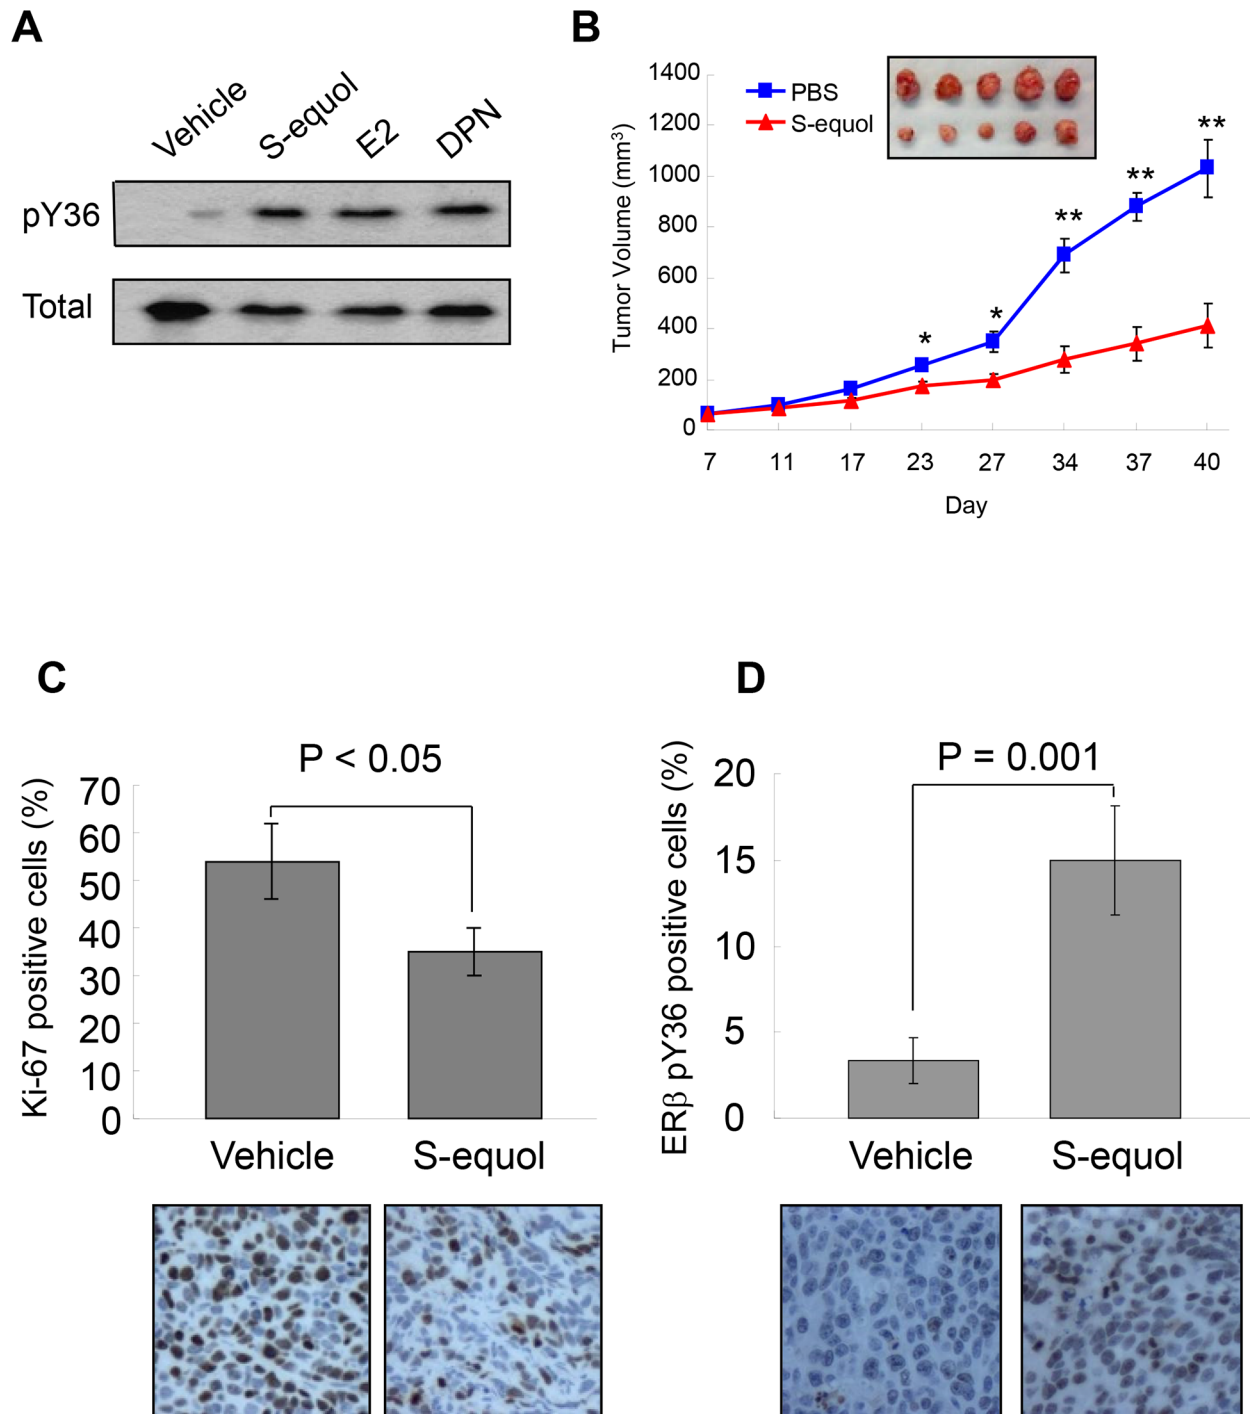 A
Vehicle
S-equol
E2
DPN
pY36
Total
B
Tumor Volume (mm³)
1400
1200
1000
800
600
400
200
0
PBS
S-equol
*
*
**
**
**
7 11 17 23 27 34 37 40
Day
C
P < 0.05
Ki-67 positive cells (%)
70
60
50
40
30
20
10
0
Vehicle S-equol
D
P = 0.001
ERβ pY36 positive cells (%)
20
15
10
5
0
Vehicle S-equol